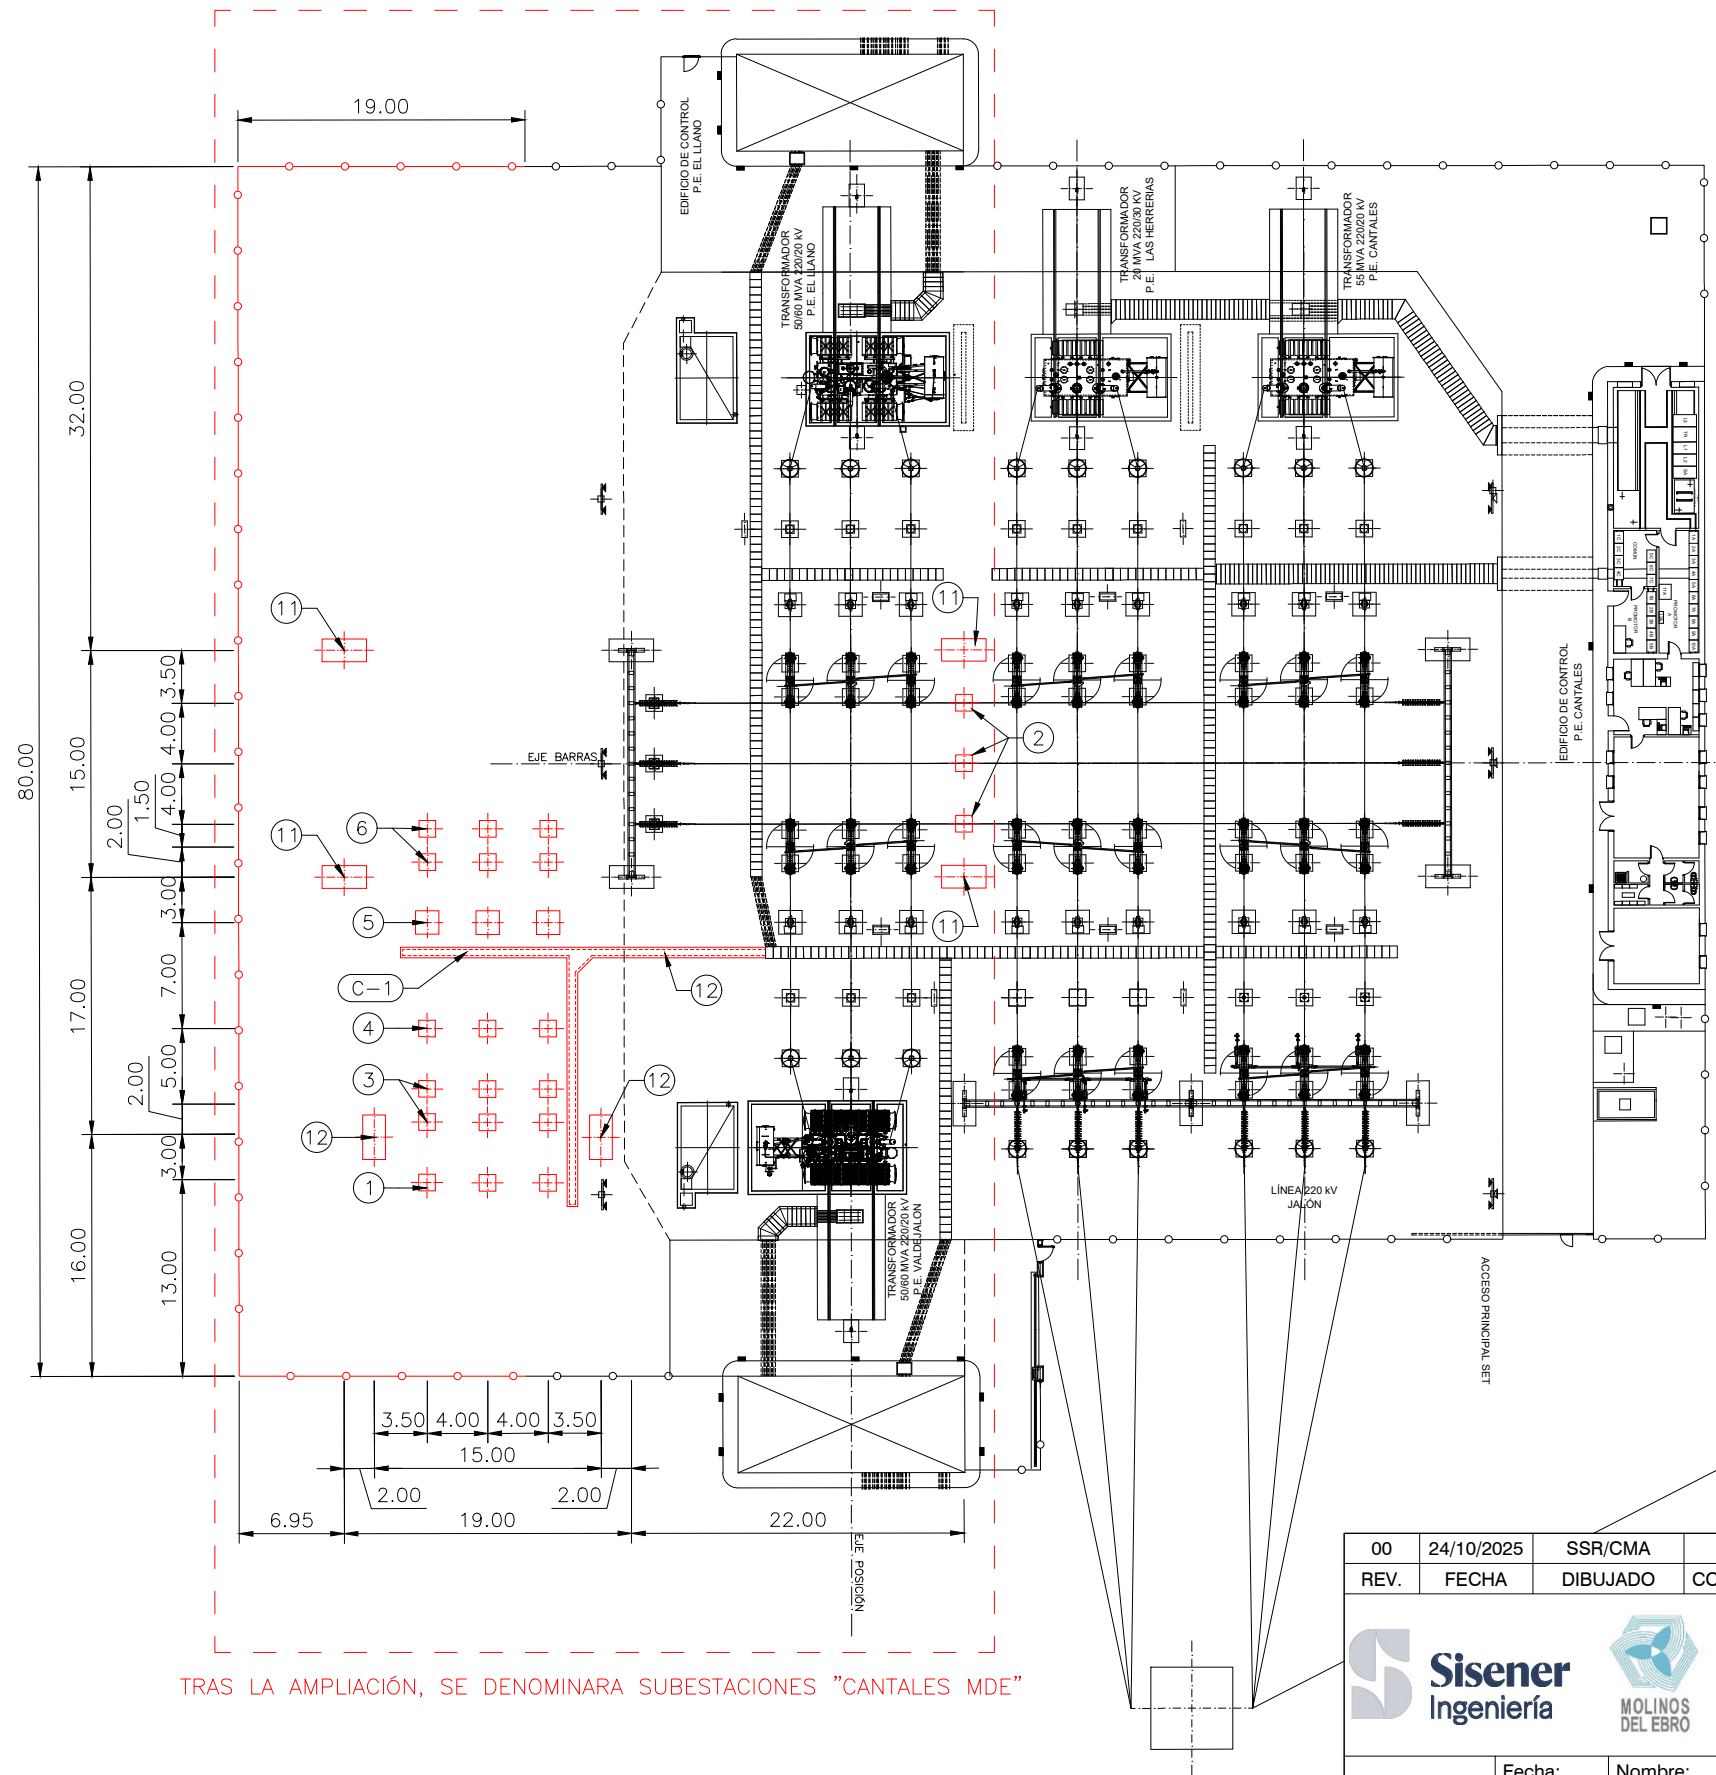 19.00
EDIFICIO DE CONTROL
P.E. EL LLANO
TRANSFORMADOR
50/60 MVA 220/20 kV
P.E. EL LLANO
TRANSFORMADOR
20 MVA 220/30 KV
P.E. LAS HERRERIAS
TRANSFORMADOR
55 MVA 220/20 kV
P.E. CANTALES
80.00
32.00
15.00
17.00
16.00
3.50
4.00
4.00
1.50
2.00
3.00
7.00
5.00
2.00
3.00
13.00
11
11
2
EJE BARRAS
6
11
5
11
C-1
12
4
3
12
12
1
COMUN
PROMOTOR
B
PROMOTOR
A
EDIFICIO DE CONTROL
P.E. CANTALES
TRANSFORMADOR
50/60 MVA 220/20 kV
P.E. VALDEJALON
LÍNEA 220 kV
JALÓN
ACCESO PRINCIPAL SET
3.50 4.00 4.00 3.50
15.00
2.00 2.00
6.95 19.00 22.00
EJE POSICIÓN
TRAS LA AMPLIACIÓN, SE DENOMINARA SUBESTACIONES "CANTALES MDE"
00 24/10/2025 SSR/CMA
REV. FECHA DIBUJADO CO
Sisener
Ingeniería
MOLINOS
DEL EBRO
Fecha: Nombre: